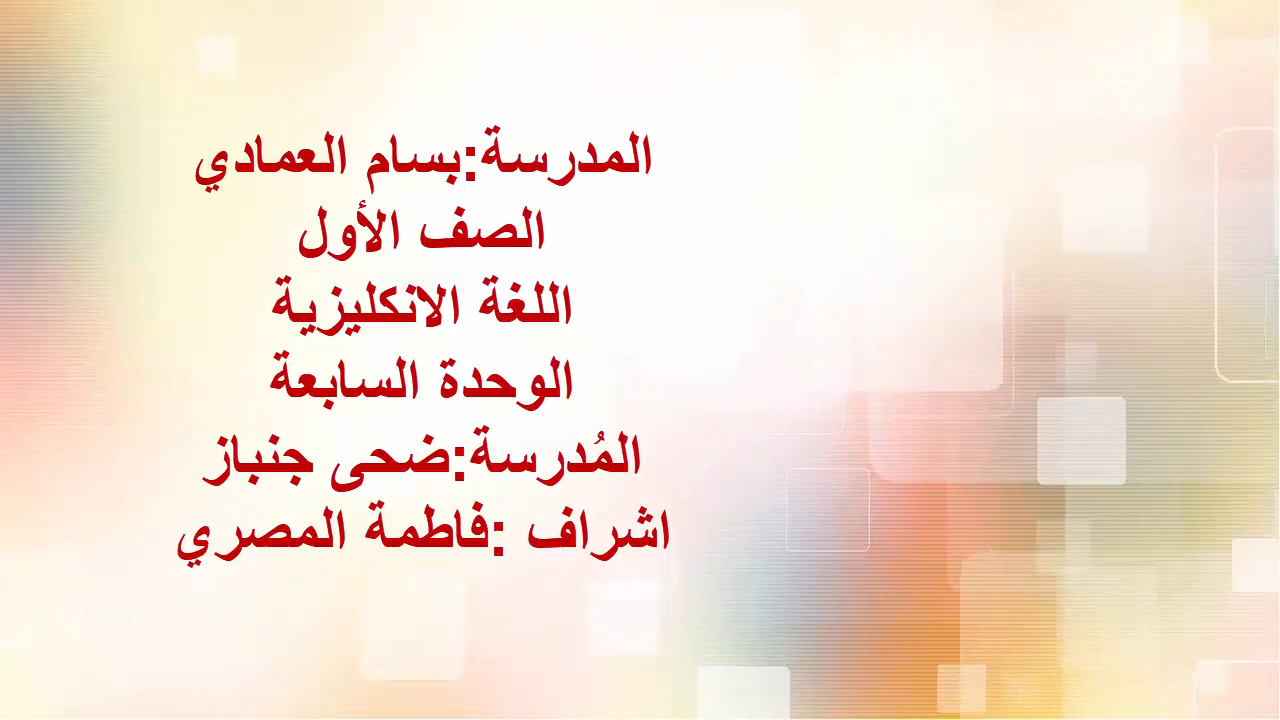 المدرسة:بسام العمادي
الصف الأول
اللغة الانكليزية
الوحدة السابعة
المُدرسة:ضحى جنباز
اشراف :فاطمة المصري